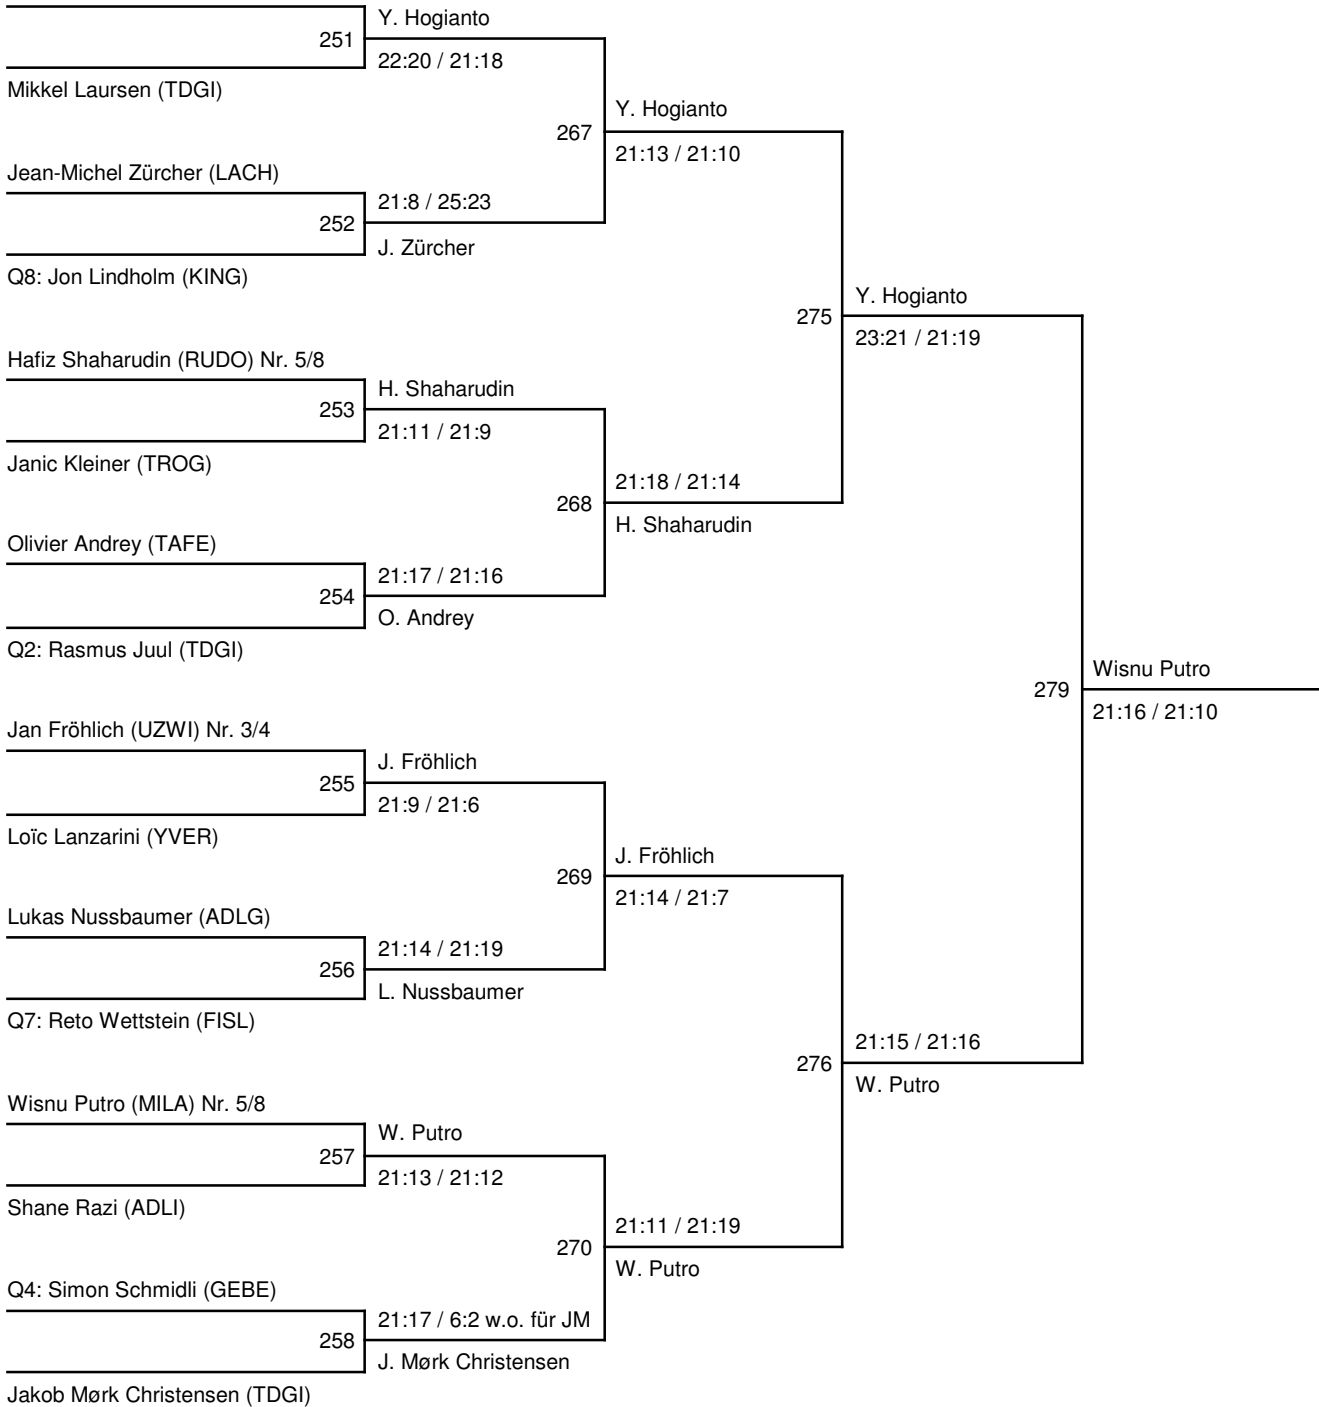 Y. Hogianto
251
22:20 / 21:18
Mikkel Laursen (TDGI)
Y. Hogianto
267
21:13 / 21:10
Jean-Michel Zürcher (LACH)
21:8 / 25:23
252
J. Zürcher
Q8: Jon Lindholm (KING)
Y. Hogianto
275
23:21 / 21:19
Hafiz Shaharudin (RUDO) Nr. 5/8
H. Shaharudin
253
21:11 / 21:9
Janic Kleiner (TROG)
21:18 / 21:14
268
H. Shaharudin
Olivier Andrey (TAFE)
21:17 / 21:16
254
O. Andrey
Q2: Rasmus Juul (TDGI)
Wisnu Putro
279
21:16 / 21:10
Jan Fröhlich (UZWI) Nr. 3/4
J. Fröhlich
255
21:9 / 21:6
Loïc Lanzarini (YVER)
J. Fröhlich
269
21:14 / 21:7
Lukas Nussbaumer (ADLG)
21:14 / 21:19
256
L. Nussbaumer
Q7: Reto Wettstein (FISL)
21:15 / 21:16
276
W. Putro
Wisnu Putro (MILA) Nr. 5/8
W. Putro
257
21:13 / 21:12
Shane Razi (ADLI)
21:11 / 21:19
270
W. Putro
Q4: Simon Schmidli (GEBE)
21:17 / 6:2 w.o. für JM
258
J. Mørk Christensen
Jakob Mørk Christensen (TDGI)